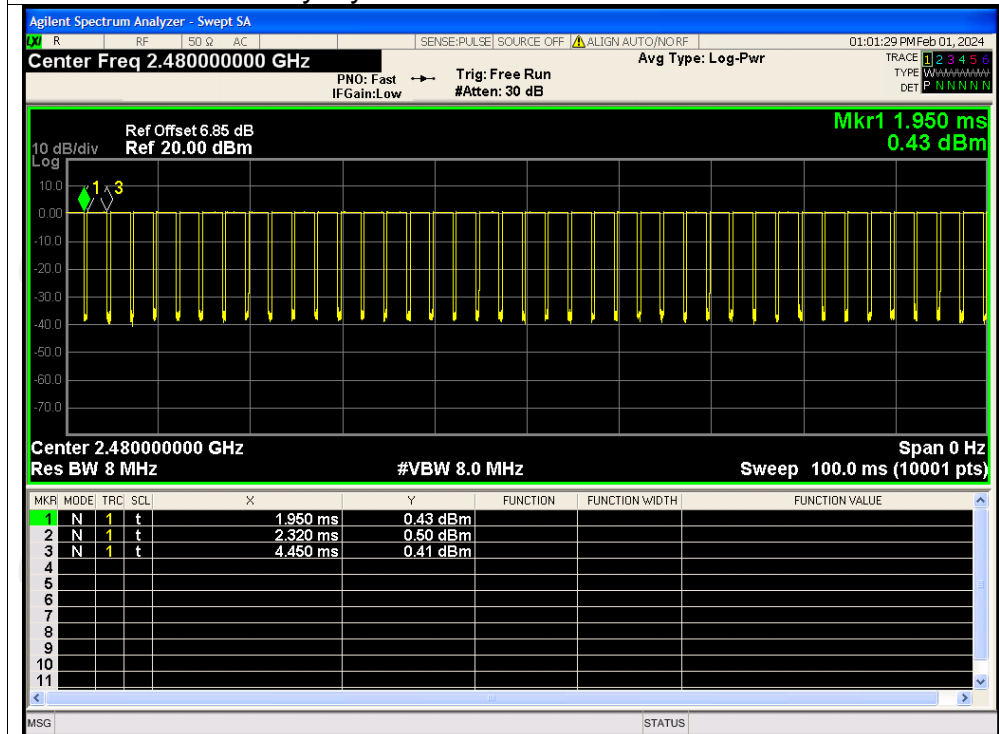 Agilent Spectrum Analyzer - Swept SA
R RF 50 Ω AC SENSE:PULSE SOURCE OFF ALIGN AUTO/NO RF 01:01:29 PM Feb 01, 2024
Center Freq 2.480000000 GHz Avg Type: Log-Pwr TRACE 1 2 3 4 5 6
PNO: Fast Trig: Free Run TYPE W
IFGain:Low #Atten: 30 dB DET P N N N N N
Mkr1 1.950 ms
Ref Offset 6.85 dB 0.43 dBm
10 dB/div Ref 20.00 dBm
Log
10.0
1 3
0.00
-10.0
-20.0
-30.0
-40.0
-50.0
-60.0
-70.0
Center 2.480000000 GHz Span 0 Hz
Res BW 8 MHz #VBW 8.0 MHz Sweep 100.0 ms (10001 pts)
MKR MODE TRC SCL X Y FUNCTION FUNCTION WIDTH FUNCTION VALUE
1 N 1 t 1.950 ms 0.43 dBm
2 N 1 t 2.320 ms 0.50 dBm
3 N 1 t 4.450 ms 0.41 dBm
4
5
6
7
8
9
10
11
MSG STATUS